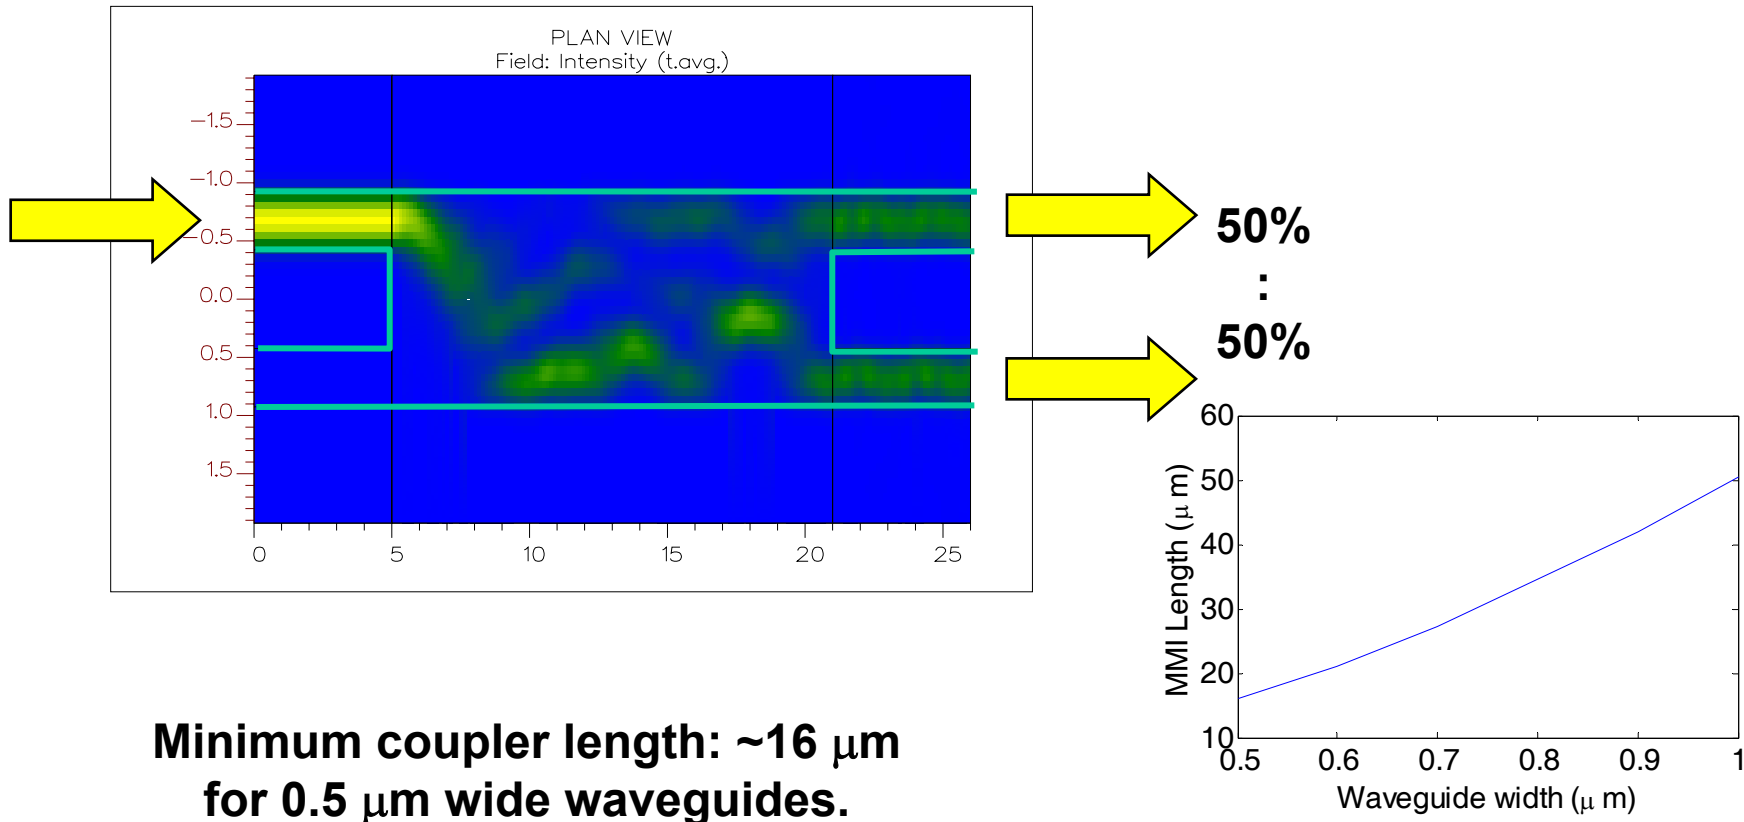 PLAN VIEW
Field: Intensity (t.avg.)
−1.5
−1.0
−0.5
0.0
0.5
1.0
1.5
0 5 10 15 20 25
50%
:
50%
60
50
40
30
20
10
MMI Length (μ m)
0.5 0.6 0.7 0.8 0.9 1
Waveguide width (μ m)
Minimum coupler length: ~16 μm
for 0.5 μm wide waveguides.